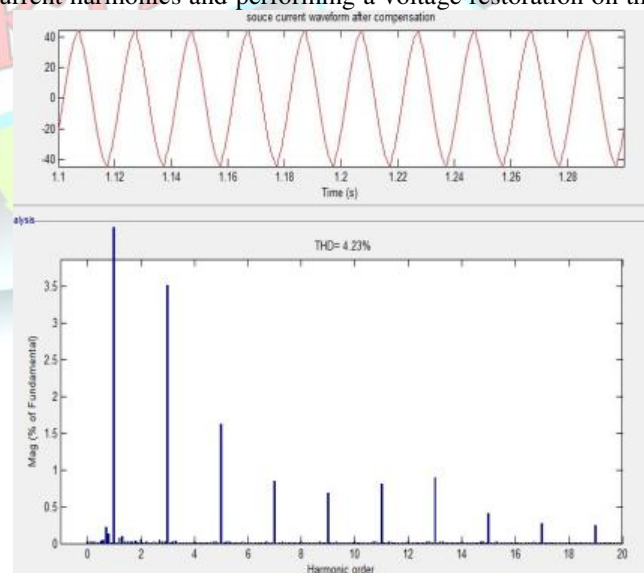 urrent harmonics and performing a voltage restoration on th
souce current waveform after compensation
40
20
0
-20
-40
1.1 1.12 1.14 1.16 1.18 1.2 1.22 1.24 1.26 1.28
Time (s)
alysis
THD= 4.23%
3.5
3
2.5
2
1.5
1
0.5
0
Mag (% of Fundamental)
0 2 4 6 8 10 12 14 16 18 20
Harmonic order